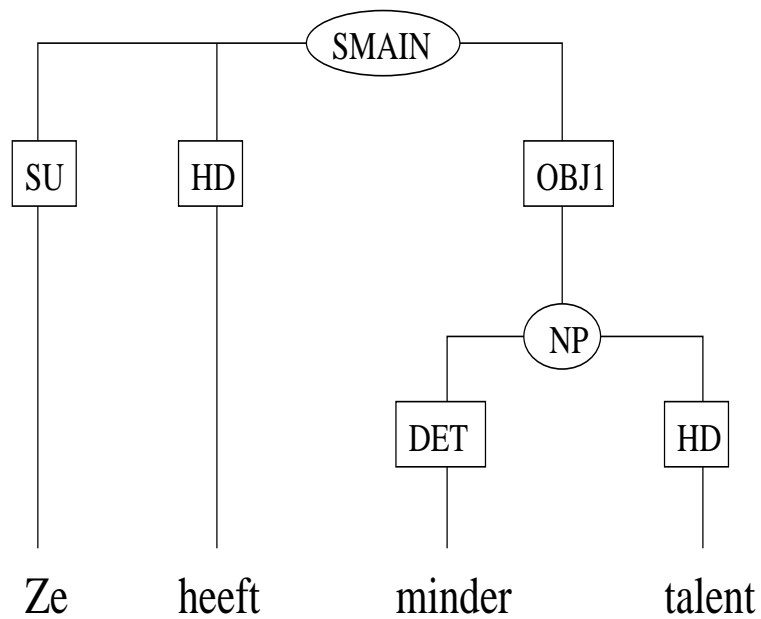 SMAIN
SU HD OBJ1
NP
DET HD
Ze heeft minder talent